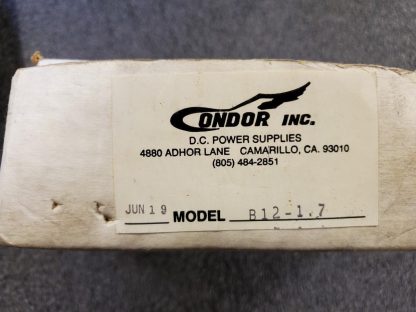 CONDOR INC.
D.C. POWER SUPPLIES
4880 ADHOR LANE CAMARILLO, CA. 93010
(805) 484-2851
JUN 19 MODEL B12-1.7